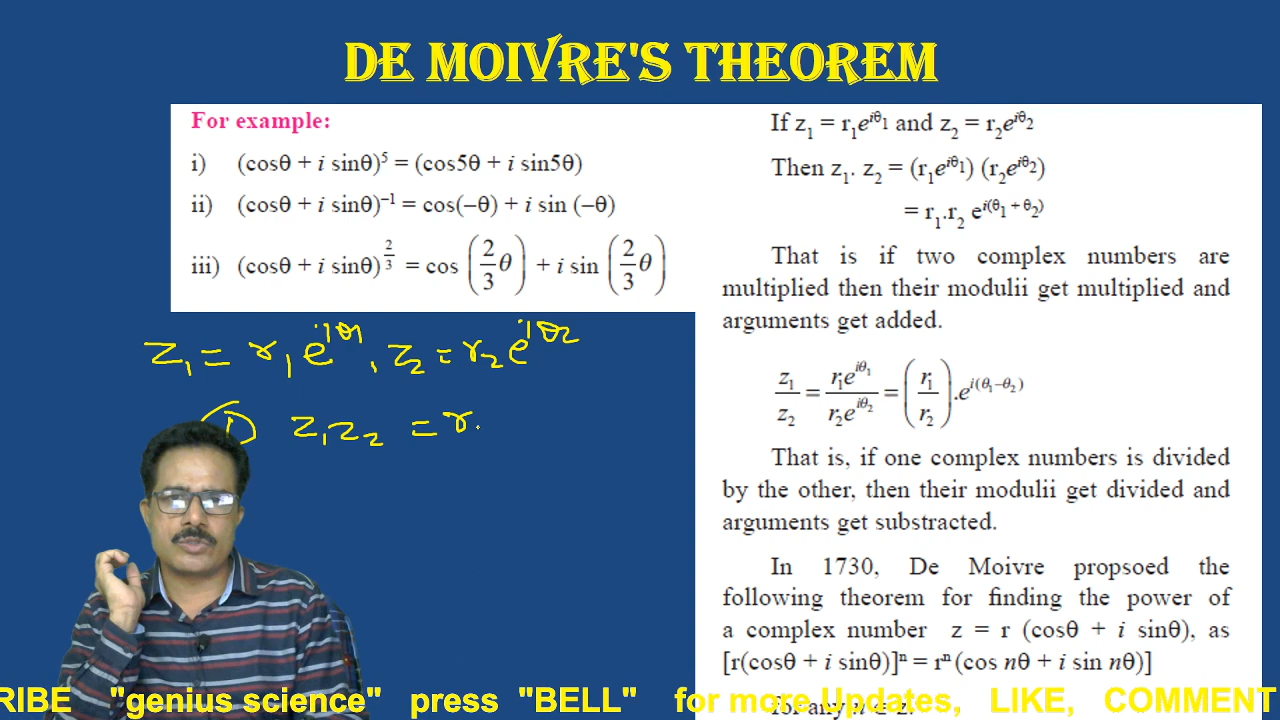 DE MOIVRE'S THEOREM
For example:
i) (cosθ + i sinθ)⁵ = (cos5θ + i sin5θ)
ii) (cosθ + i sinθ)⁻¹ = cos(−θ) + i sin (−θ)
iii) (cosθ + i sinθ)^(2/3) = cos (2/3 θ) + i sin (2/3 θ)
z₁ = r₁e^(iθ1), z₂ = r₂e^(iθ2)
1) z₁z₂ = r.
If z₁ = r₁e^(iθ1) and z₂ = r₂e^(iθ2)
Then z₁. z₂ = (r₁e^(iθ1)) (r₂e^(iθ2))
= r₁.r₂ e^(i(θ₁ + θ₂))
That is if two complex numbers are
multiplied then their modulii get multiplied and
arguments get added.
z₁/z₂ = r₁e^(iθ₁)/r₂e^(iθ₂) = (r₁/r₂).e^(i(θ₁−θ₂))
That is, if one complex numbers is divided
by the other, then their modulii get divided and
arguments get substracted.
In 1730, De Moivre propsoed the
following theorem for finding the power of
a complex number z = r (cosθ + i sinθ), as
[r(cosθ + i sinθ)]ⁿ = rⁿ (cos nθ + i sin nθ)]
for any n ∈
RIBE "genius science" press "BELL" for more Updates, LIKE, COMMENT